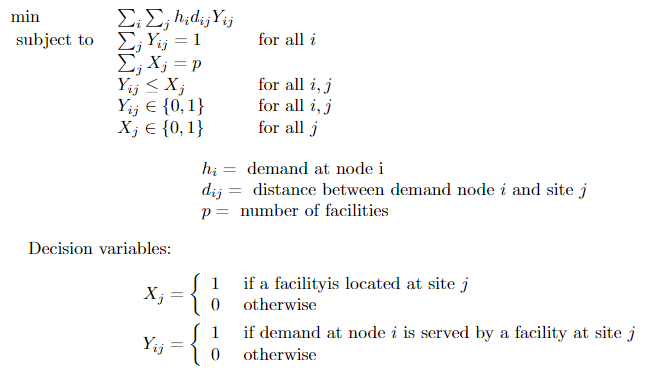 min ∑_i ∑_j h_i d_ij Y_ij
subject to ∑_j Y_ij = 1 for all i
∑_j X_j = p
Y_ij ≤ X_j for all i, j
Y_ij ∈ {0, 1} for all i, j
X_j ∈ {0, 1} for all j
h_i = demand at node i
d_ij = distance between demand node i and site j
p = number of facilities
Decision variables:
X_j = { 1 if a facilityis located at site j
0 otherwise
Y_ij = { 1 if demand at node i is served by a facility at site j
0 otherwise